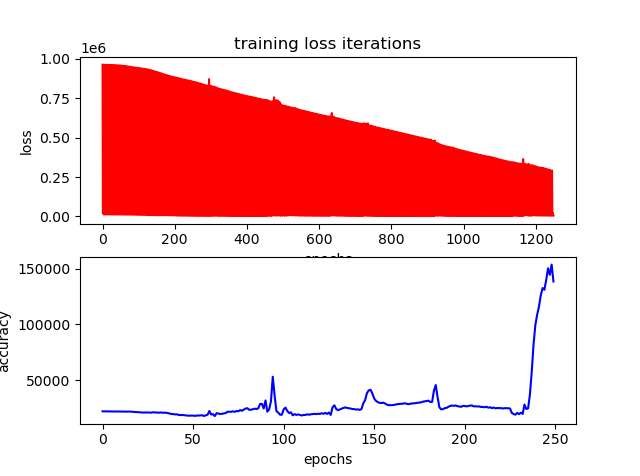 training loss iterations
1e6
1.00
0.75
0.50
0.25
0.00
loss
0 200 400 600 800 1000 1200
epochs
150000
100000
50000
accuracy
0 50 100 150 200 250
epochs